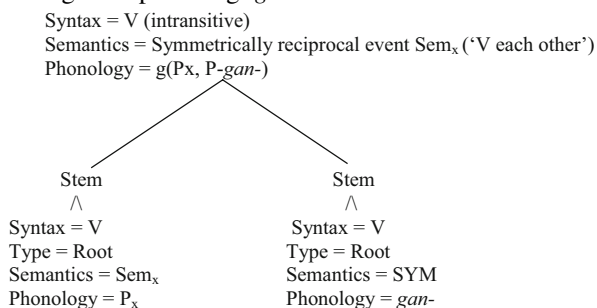 Syntax = V (intransitive)
Semantics = Symmetrically reciprocal event Semx (‘V each other’)
Phonology = g(Px, P-gan-)
Stem Stem
/\ /\
Syntax = V Syntax = V
Type = Root Type = Root
Semantics = Semx Semantics = SYM
Phonology = Px Phonology = gan-